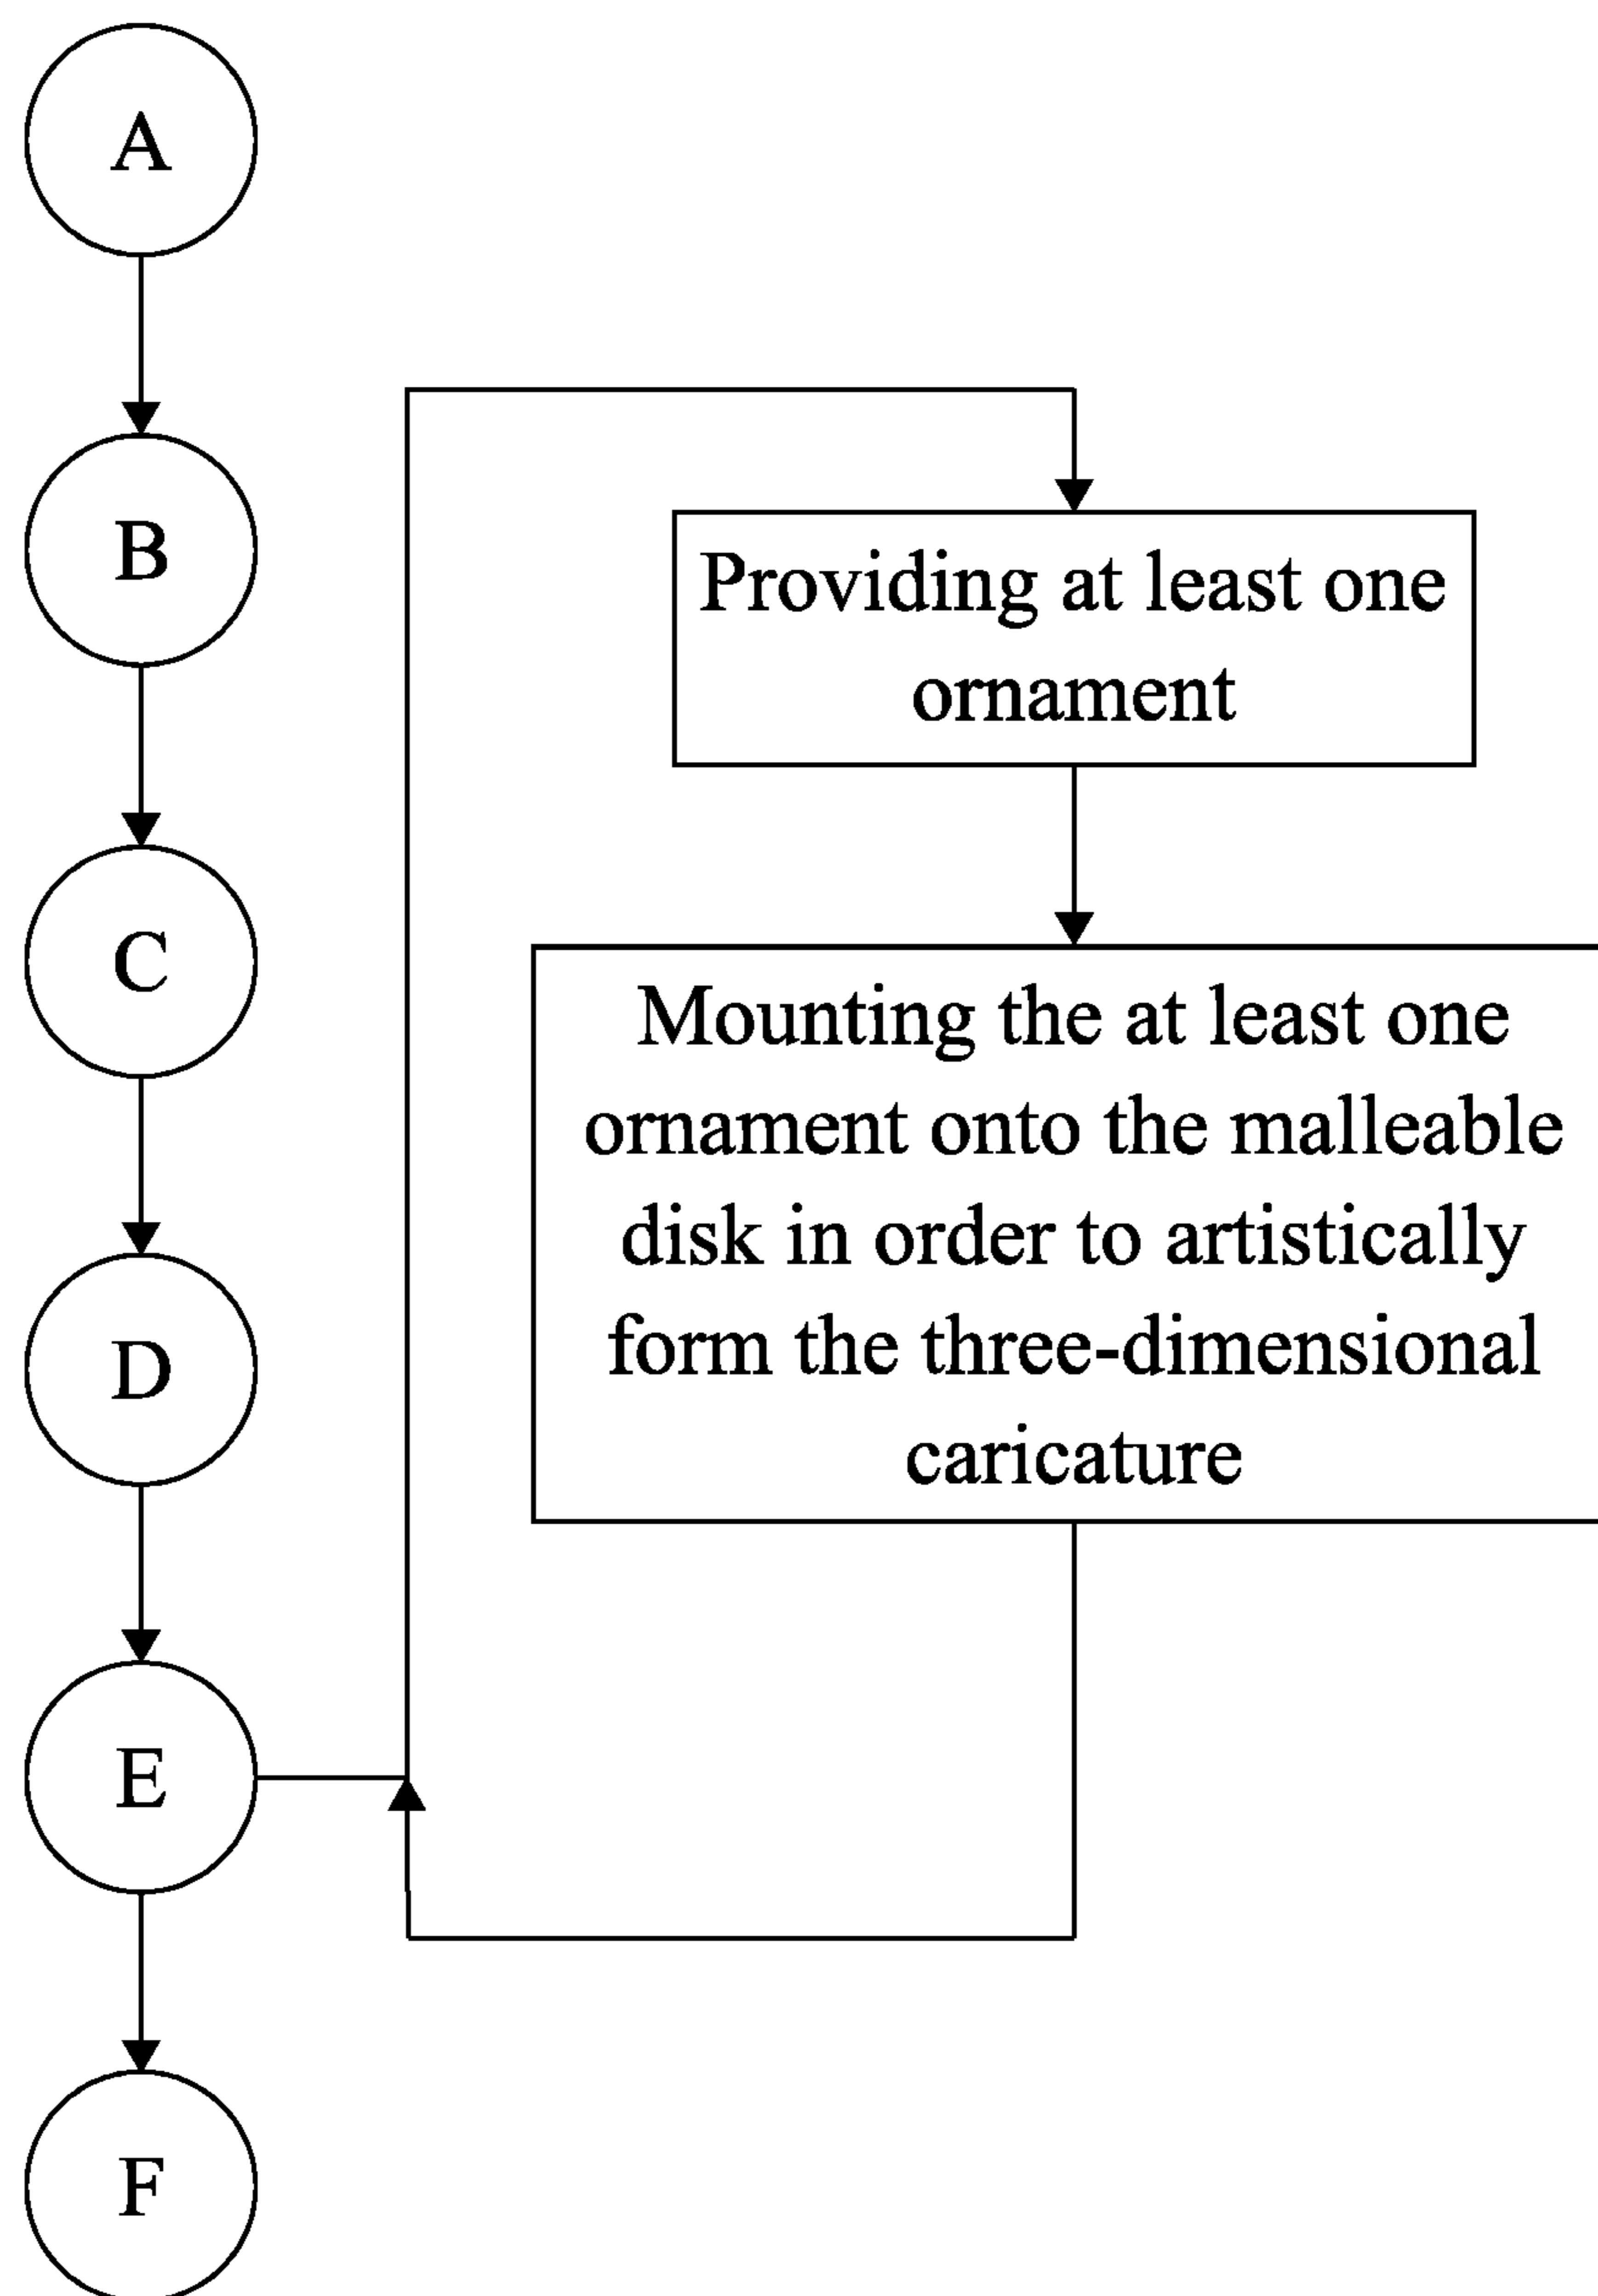 A
B
C
D
E
F
Providing at least one
ornament
Mounting the at least one
ornament onto the malleable
disk in order to artistically
form the three-dimensional
caricature